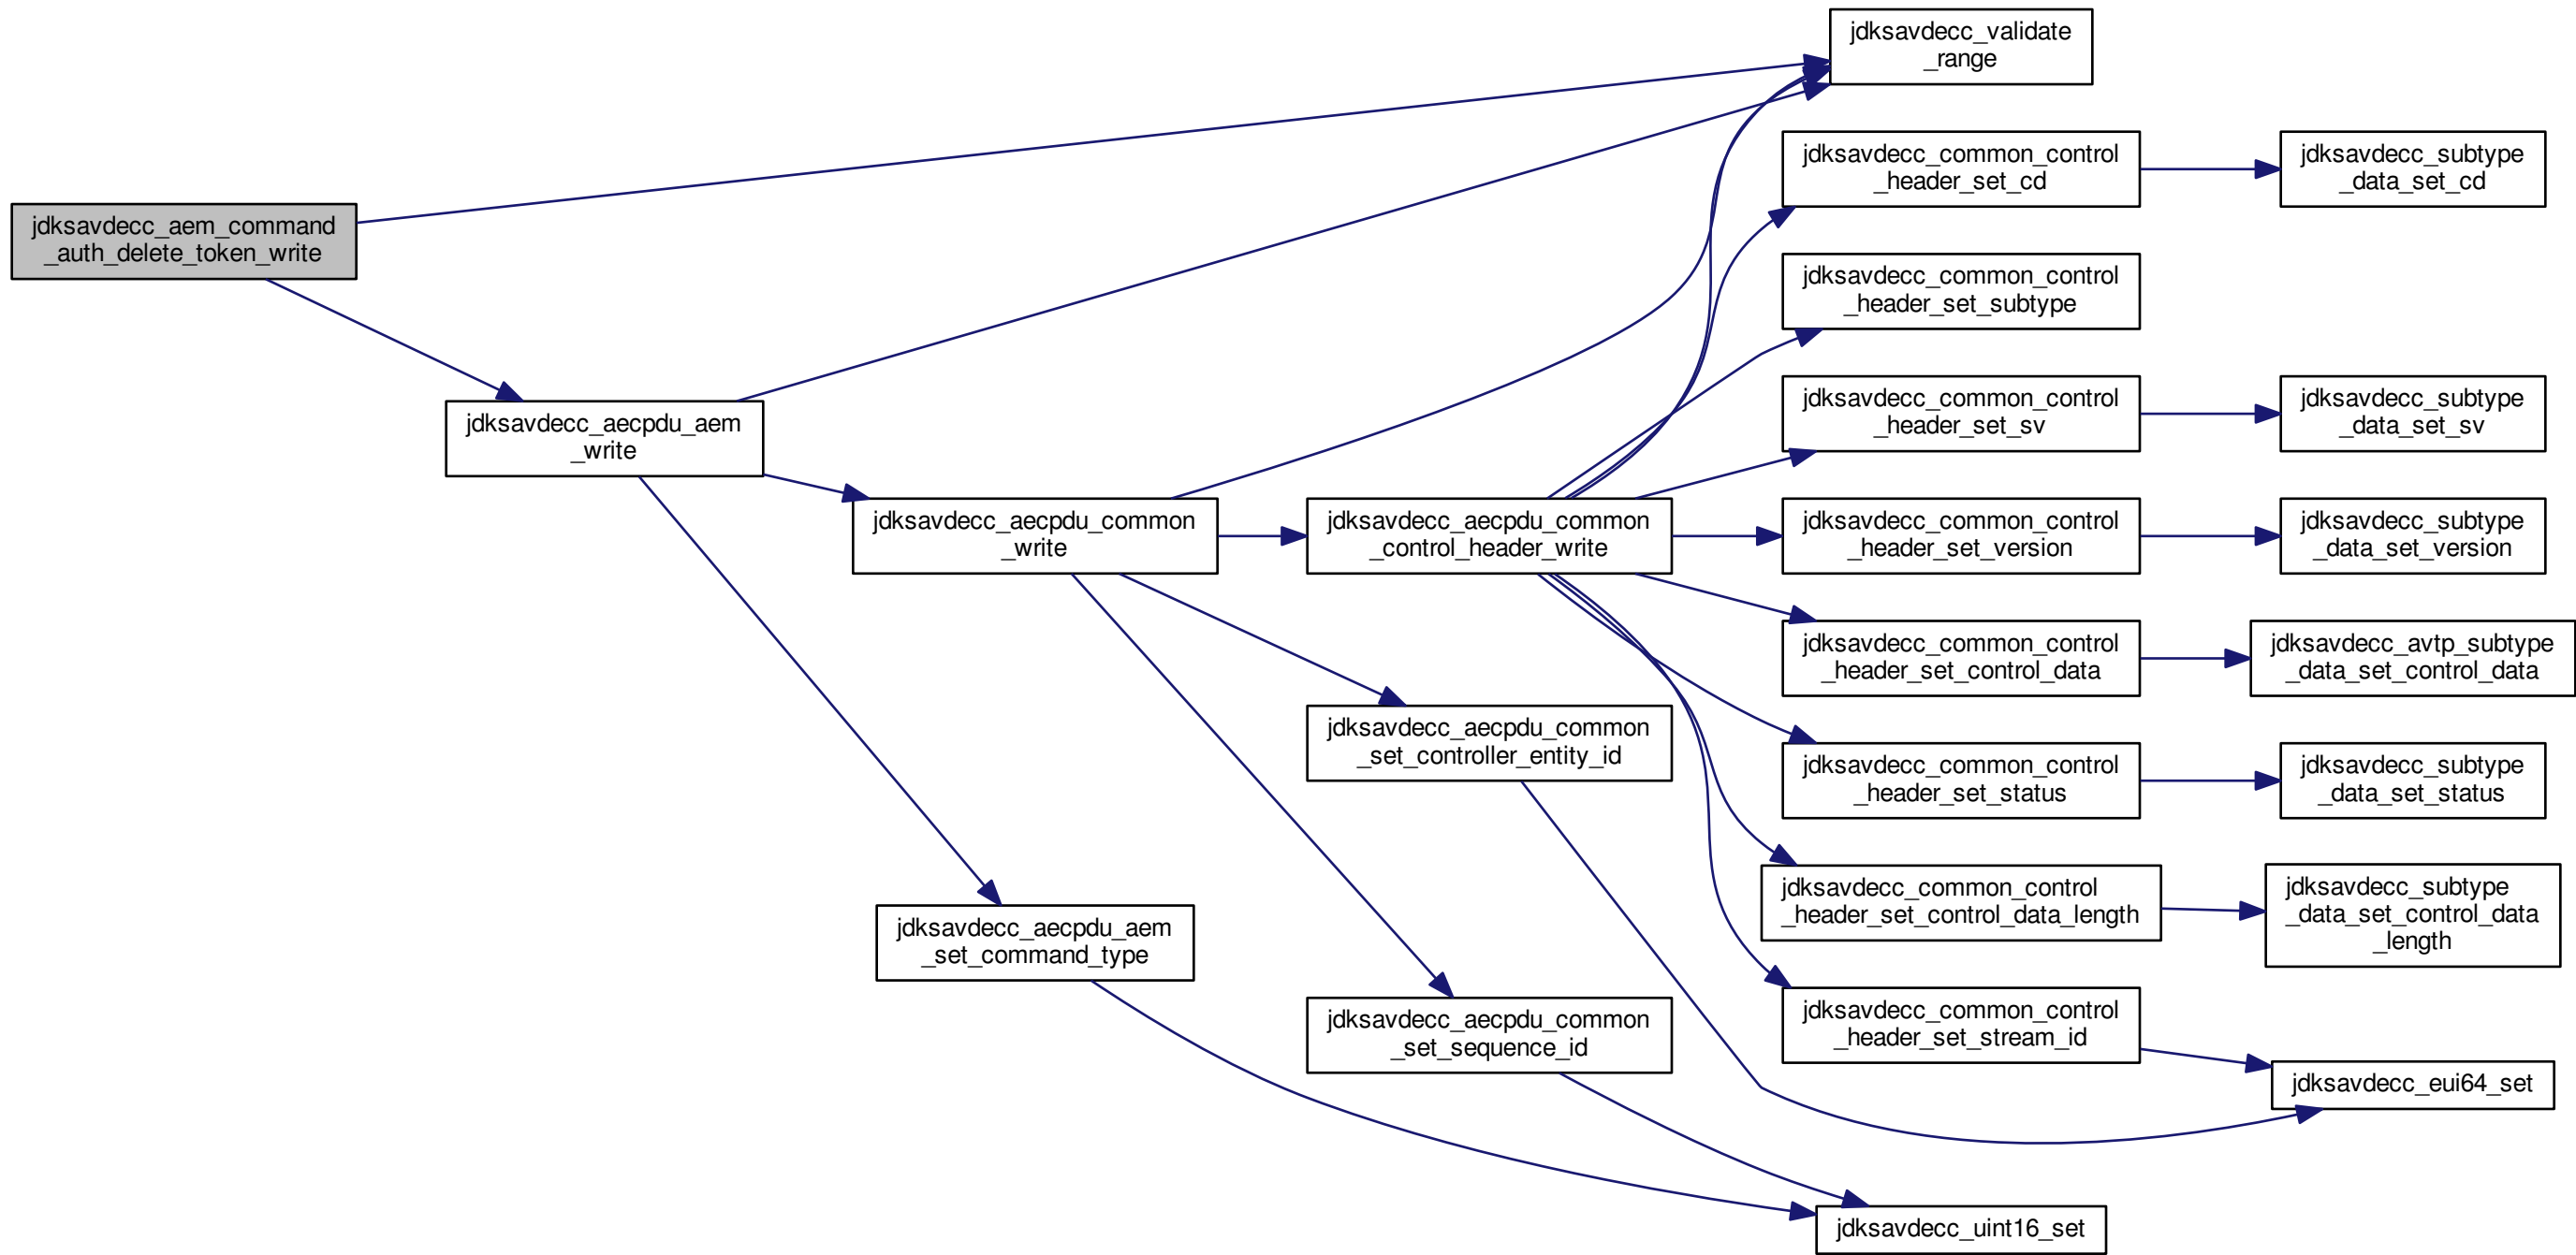 jdksavdecc_aem_command
_auth_delete_token_write
jdksavdecc_aecpdu_aem
_write
jdksavdecc_aecpdu_common
_write
jdksavdecc_aecpdu_aem
_set_command_type
jdksavdecc_aecpdu_common
_control_header_write
jdksavdecc_aecpdu_common
_set_controller_entity_id
jdksavdecc_aecpdu_common
_set_sequence_id
jdksavdecc_validate
_range
jdksavdecc_common_control
_header_set_cd
jdksavdecc_common_control
_header_set_subtype
jdksavdecc_common_control
_header_set_sv
jdksavdecc_common_control
_header_set_version
jdksavdecc_common_control
_header_set_control_data
jdksavdecc_common_control
_header_set_status
jdksavdecc_common_control
_header_set_control_data_length
jdksavdecc_common_control
_header_set_stream_id
jdksavdecc_uint16_set
jdksavdecc_subtype
_data_set_cd
jdksavdecc_subtype
_data_set_sv
jdksavdecc_subtype
_data_set_version
jdksavdecc_avtp_subtype
_data_set_control_data
jdksavdecc_subtype
_data_set_status
jdksavdecc_subtype
_data_set_control_data
_length
jdksavdecc_eui64_set